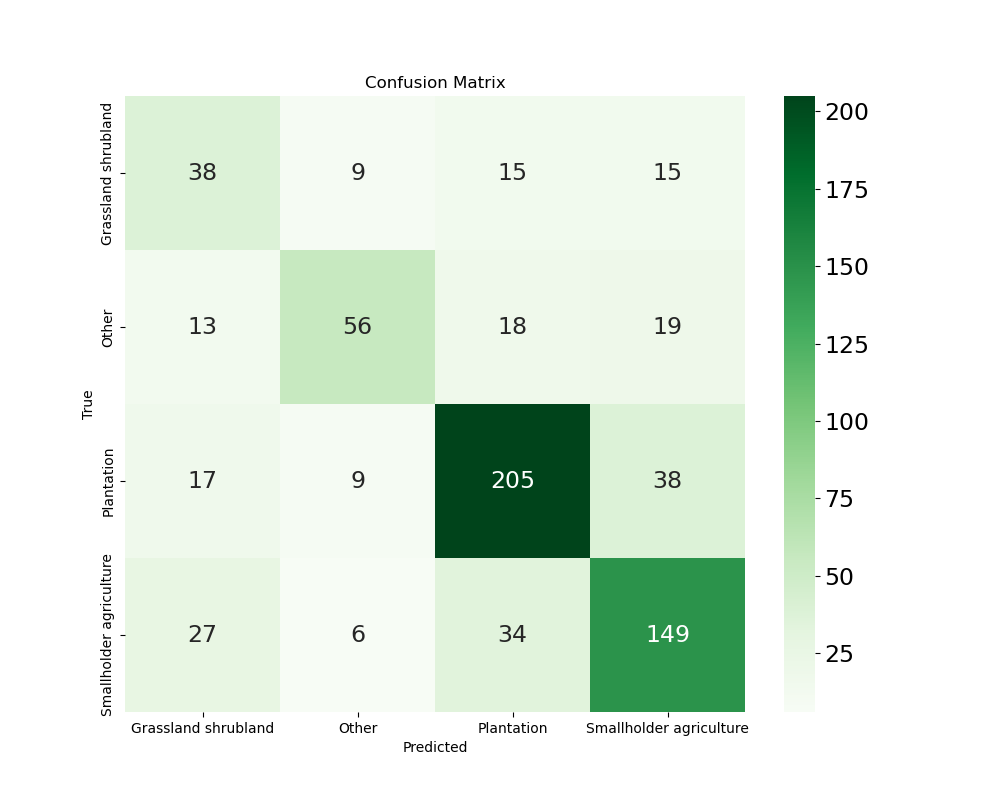 Confusion Matrix
True
Grassland shrubland
38 9 15 15
Other
13 56 18 19
Plantation
17 9 205 38
Smallholder agriculture
27 6 34 149
Grassland shrubland Other Plantation Smallholder agriculture
Predicted
200
175
150
125
100
75
50
25